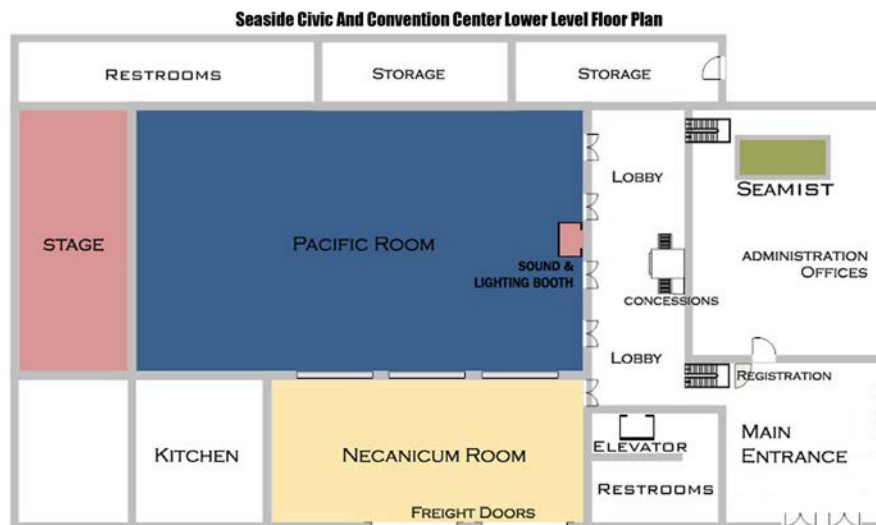 Seaside Civic And Convention Center Lower Level Floor Plan
RESTROOMS
STORAGE
STORAGE
LOBBY
SEAMIST
STAGE
PACIFIC ROOM
SOUND &
LIGHTING BOOTH
ADMINISTRATION
OFFICES
CONCESSIONS
LOBBY
REGISTRATION
KITCHEN
NECANICUM ROOM
ELEVATOR
MAIN
ENTRANCE
RESTROOMS
FREIGHT DOORS